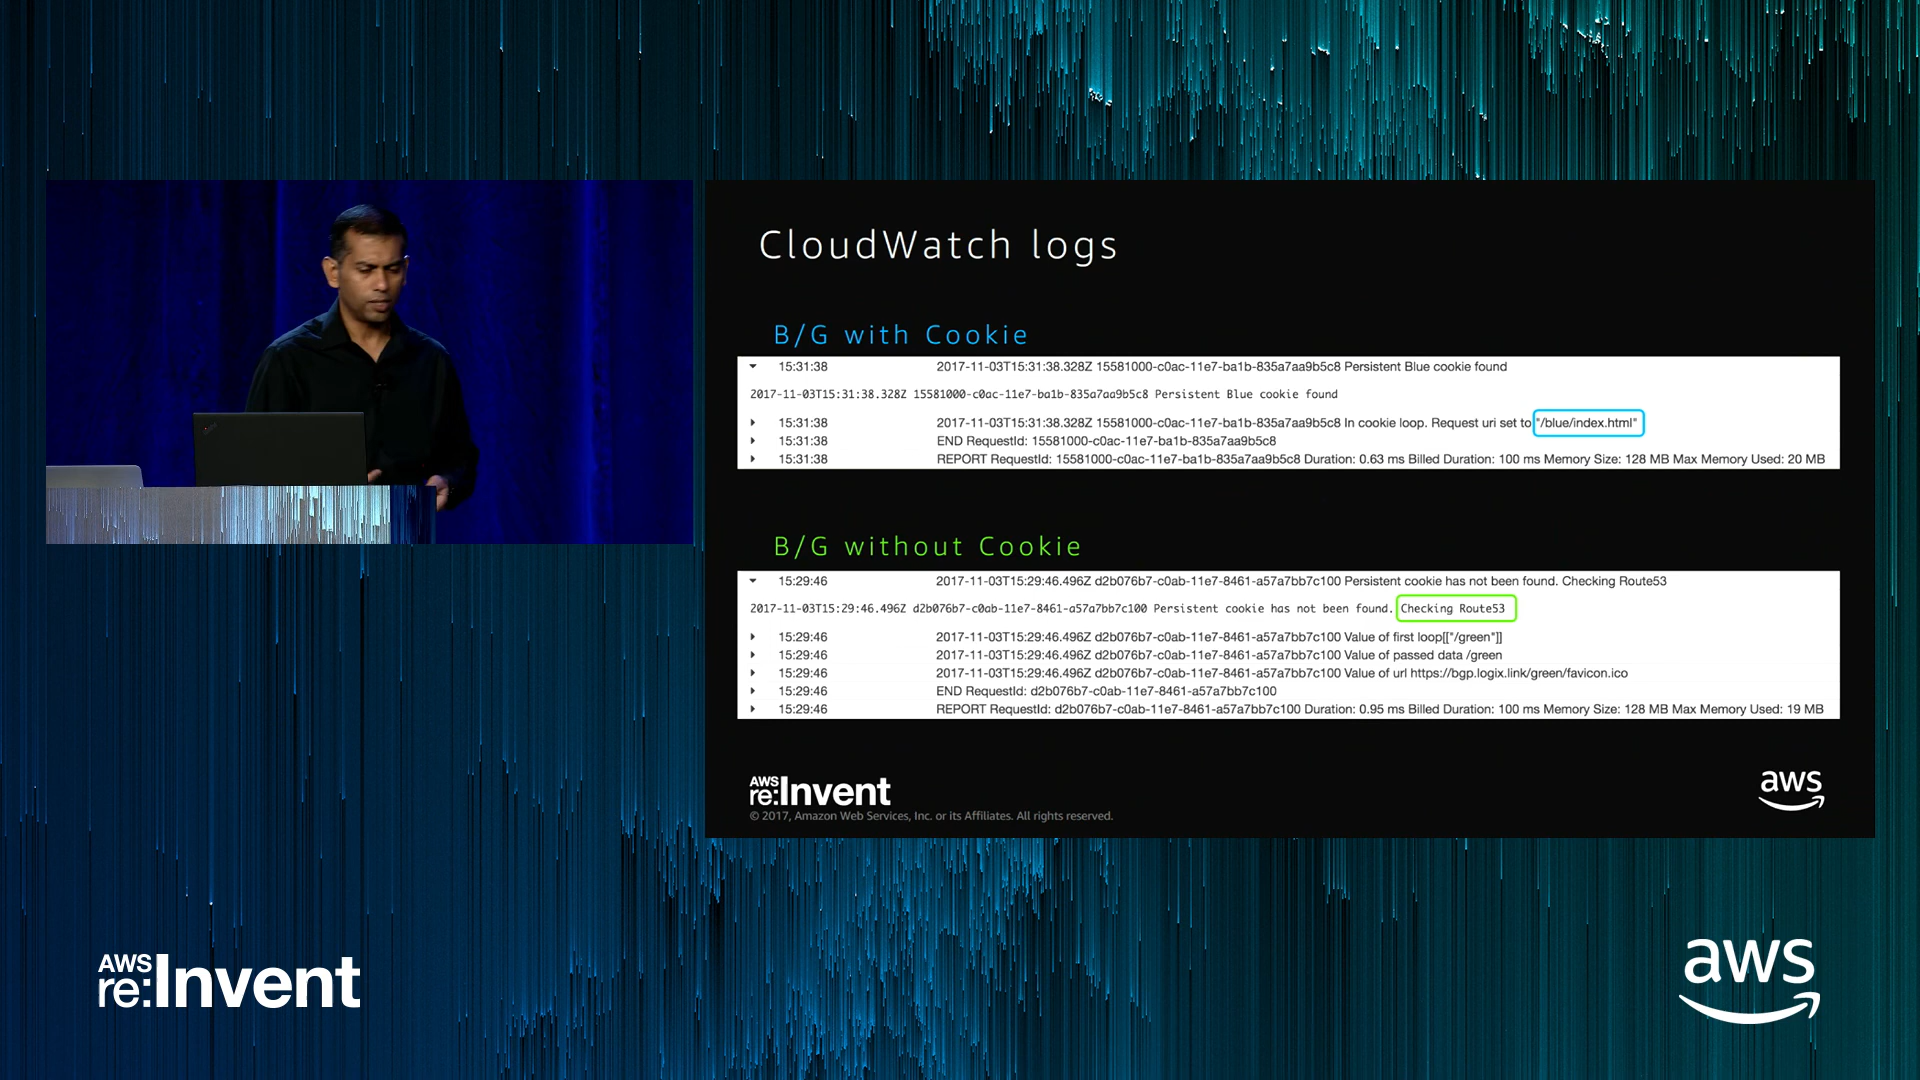 CloudWatch logs
B/G with Cookie
15:31:38 2017-11-03T15:31:38.328Z 15581000-c0ac-11e7-ba1b-835a7aa9b5c8 Persistent Blue cookie found
2017-11-03T15:31:38.328Z 15581000-c0ac-11e7-ba1b-835a7aa9b5c8 Persistent Blue cookie found
15:31:38 2017-11-03T15:31:38.328Z 15581000-c0ac-11e7-ba1b-835a7aa9b5c8 In cookie loop. Request uri set to "/blue/index.html"
15:31:38 END RequestId: 15581000-c0ac-11e7-ba1b-835a7aa9b5c8
15:31:38 REPORT RequestId: 15581000-c0ac-11e7-ba1b-835a7aa9b5c8 Duration: 0.63 ms Billed Duration: 100 ms Memory Size: 128 MB Max Memory Used: 20 MB
B/G without Cookie
15:29:46 2017-11-03T15:29:46.496Z d2b076b7-c0ab-11e7-8461-a57a7bb7c100 Persistent cookie has not been found. Checking Route53
2017-11-03T15:29:46.496Z d2b076b7-c0ab-11e7-8461-a57a7bb7c100 Persistent cookie has not been found. Checking Route53
15:29:46 2017-11-03T15:29:46.496Z d2b076b7-c0ab-11e7-8461-a57a7bb7c100 Value of first loop[["/green"]]
15:29:46 2017-11-03T15:29:46.496Z d2b076b7-c0ab-11e7-8461-a57a7bb7c100 Value of passed data /green
15:29:46 2017-11-03T15:29:46.496Z d2b076b7-c0ab-11e7-8461-a57a7bb7c100 Value of url https://bgp.logix.link/green/favicon.ico
15:29:46 END RequestId: d2b076b7-c0ab-11e7-8461-a57a7bb7c100
15:29:46 REPORT RequestId: d2b076b7-c0ab-11e7-8461-a57a7bb7c100 Duration: 0.95 ms Billed Duration: 100 ms Memory Size: 128 MB Max Memory Used: 19 MB
AWS
re:Invent
aws
© 2017, Amazon Web Services, Inc. or its Affiliates. All rights reserved.
AWS
re:Invent
aws